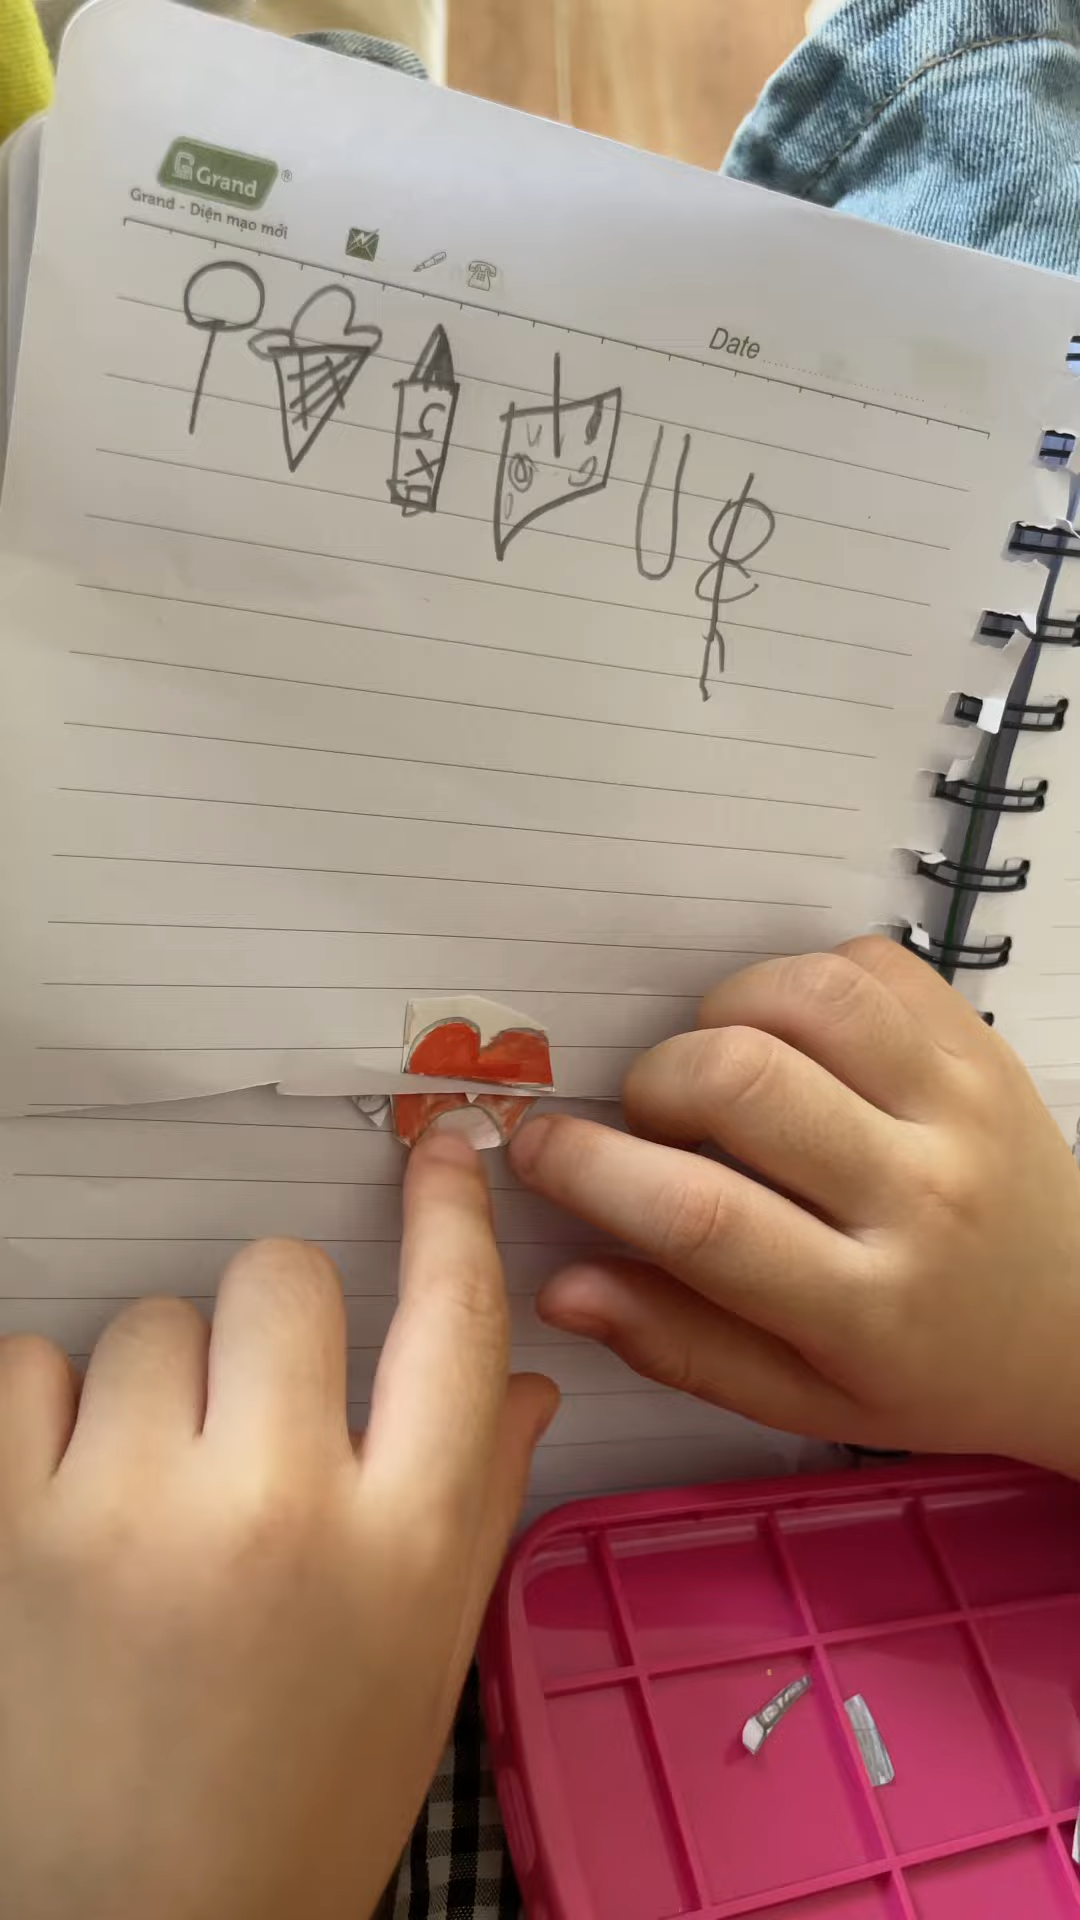 Grand ®
Grand - Diện mạo mới
Date